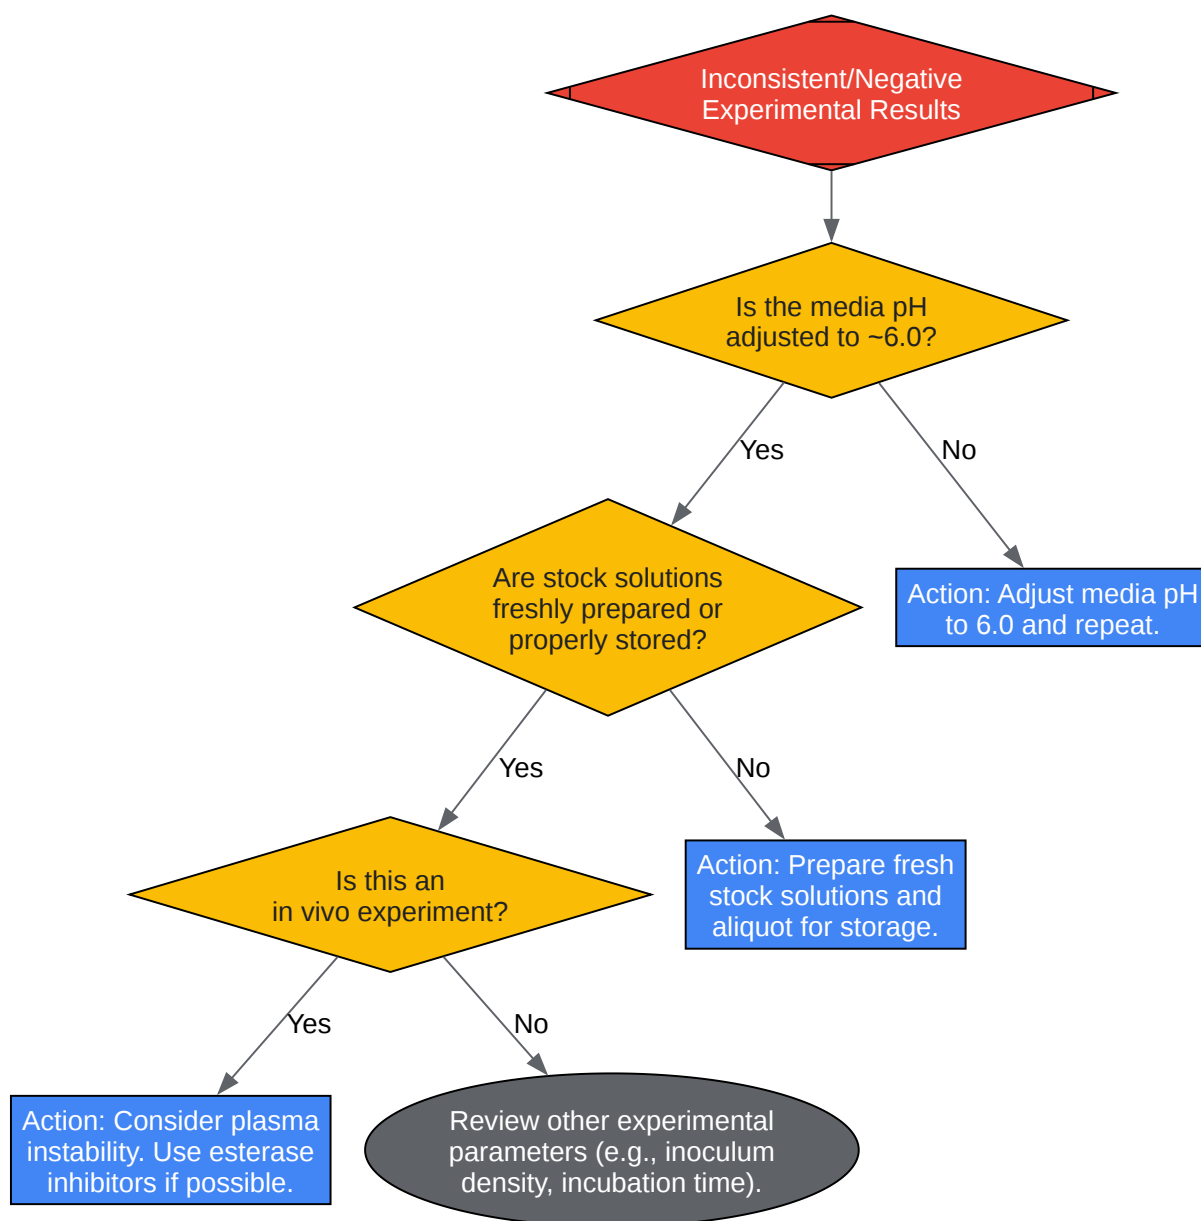 Inconsistent/Negative
Experimental Results
Is the media pH
adjusted to ~6.0?
Yes
No
Are stock solutions
freshly prepared or
properly stored?
Action: Adjust media pH
to 6.0 and repeat.
Yes
No
Is this an
in vivo experiment?
Action: Prepare fresh
stock solutions and
aliquot for storage.
Yes
No
Action: Consider plasma
instability. Use esterase
inhibitors if possible.
Review other experimental
parameters (e.g., inoculum
density, incubation time).